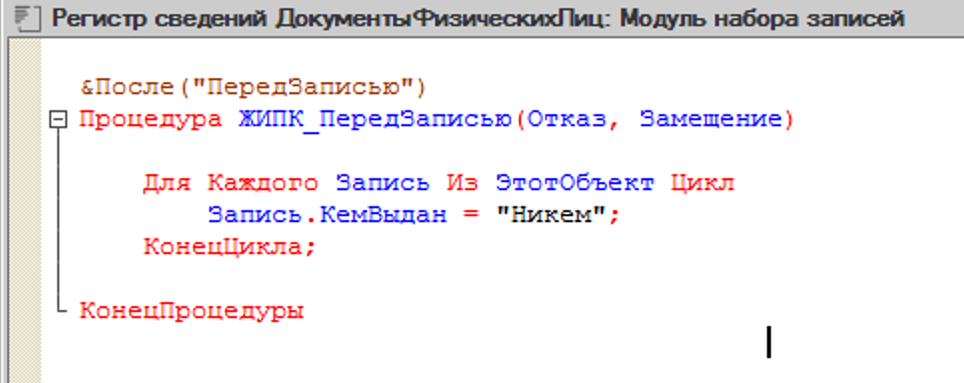 Регистр сведений ДокументыФизическихЛиц: Модуль набора записей
&После("ПередЗаписью")
Процедура ЖИПК_ПередЗаписью(Отказ, Замещение)
Для Каждого Запись Из ЭтотОбъект Цикл
Запись.КемВыдан = "Никем";
КонецЦикла;
КонецПроцедуры